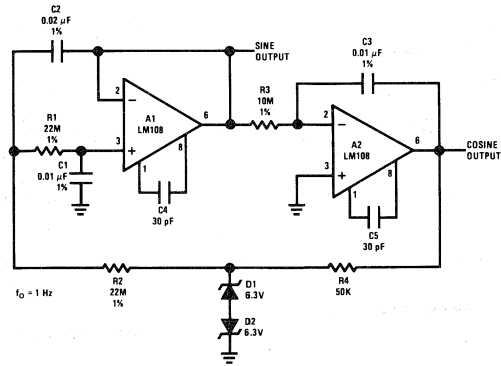 C2
0.02 μF
1%
SINE
OUTPUT
C3
0.01 μF
1%
R3
10M
1%
2
−
A1
LM108
6
R1
22M
1%
3
+
8
1
C1
0.01 μF
1%
C4
30 pF
2
−
A2
LM108
6
COSINE
OUTPUT
3
+
8
1
C5
30 pF
R2
22M
1%
R4
50K
D1
6.3V
D2
6.3V
fO = 1 Hz